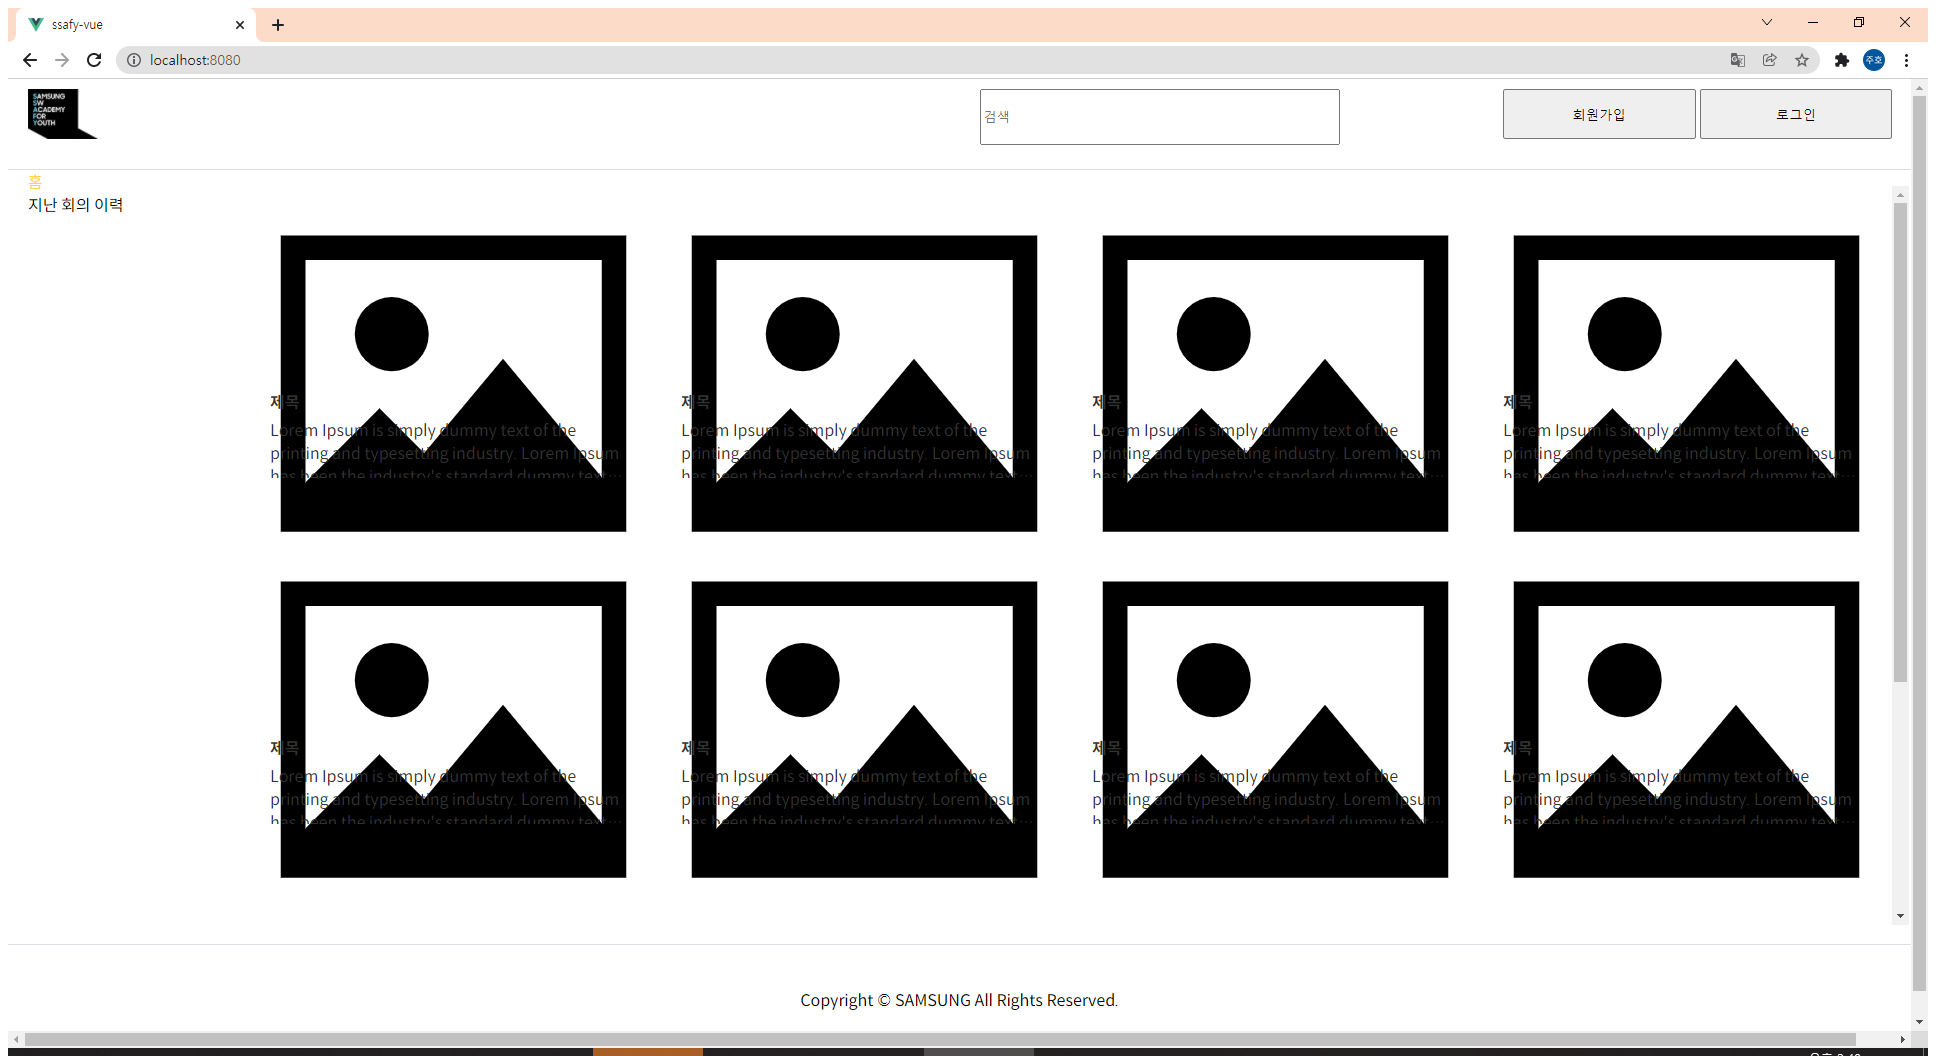 ssafy-vue
localhost:8080
주호
SAMSUNG
SW
ACADEMY
FOR
YOUTH
검색
회원가입
로그인
홈
지난 회의 이력
제목
Lorem Ipsum is simply dummy text of the
printing and typesetting industry. Lorem Ipsum
has been the industry's standard dummy text...
제목
Lorem Ipsum is simply dummy text of the
printing and typesetting industry. Lorem Ipsum
has been the industry's standard dummy text...
제목
Lorem Ipsum is simply dummy text of the
printing and typesetting industry. Lorem Ipsum
has been the industry's standard dummy text...
제목
Lorem Ipsum is simply dummy text of the
printing and typesetting industry. Lorem Ipsum
has been the industry's standard dummy text...
제목
Lorem Ipsum is simply dummy text of the
printing and typesetting industry. Lorem Ipsum
has been the industry's standard dummy text...
제목
Lorem Ipsum is simply dummy text of the
printing and typesetting industry. Lorem Ipsum
has been the industry's standard dummy text...
제목
Lorem Ipsum is simply dummy text of the
printing and typesetting industry. Lorem Ipsum
has been the industry's standard dummy text...
제목
Lorem Ipsum is simply dummy text of the
printing and typesetting industry. Lorem Ipsum
has been the industry's standard dummy text...
Copyright © SAMSUNG All Rights Reserved.